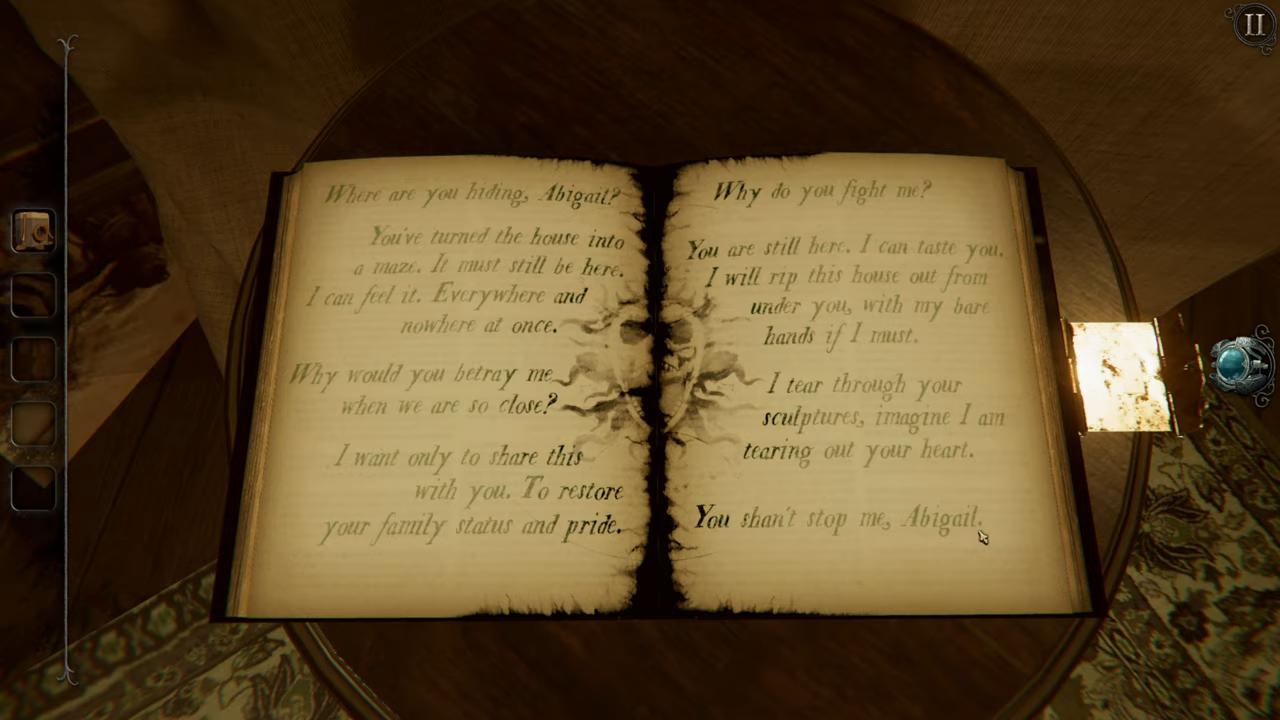 Where are you hiding, Abigail?
You've turned the house into
a maze. It must still be here.
I can feel it. Everywhere and
nowhere at once.
Why would you betray me
when we are so close?
I want only to share this
with you. To restore
your family status and pride.
Why do you fight me?
You are still here. I can taste you.
I will rip this house out from
under you, with my bare
hands if I must.
I tear through your
sculptures, imagine I am
tearing out your heart.
You shan't stop me, Abigail.
II